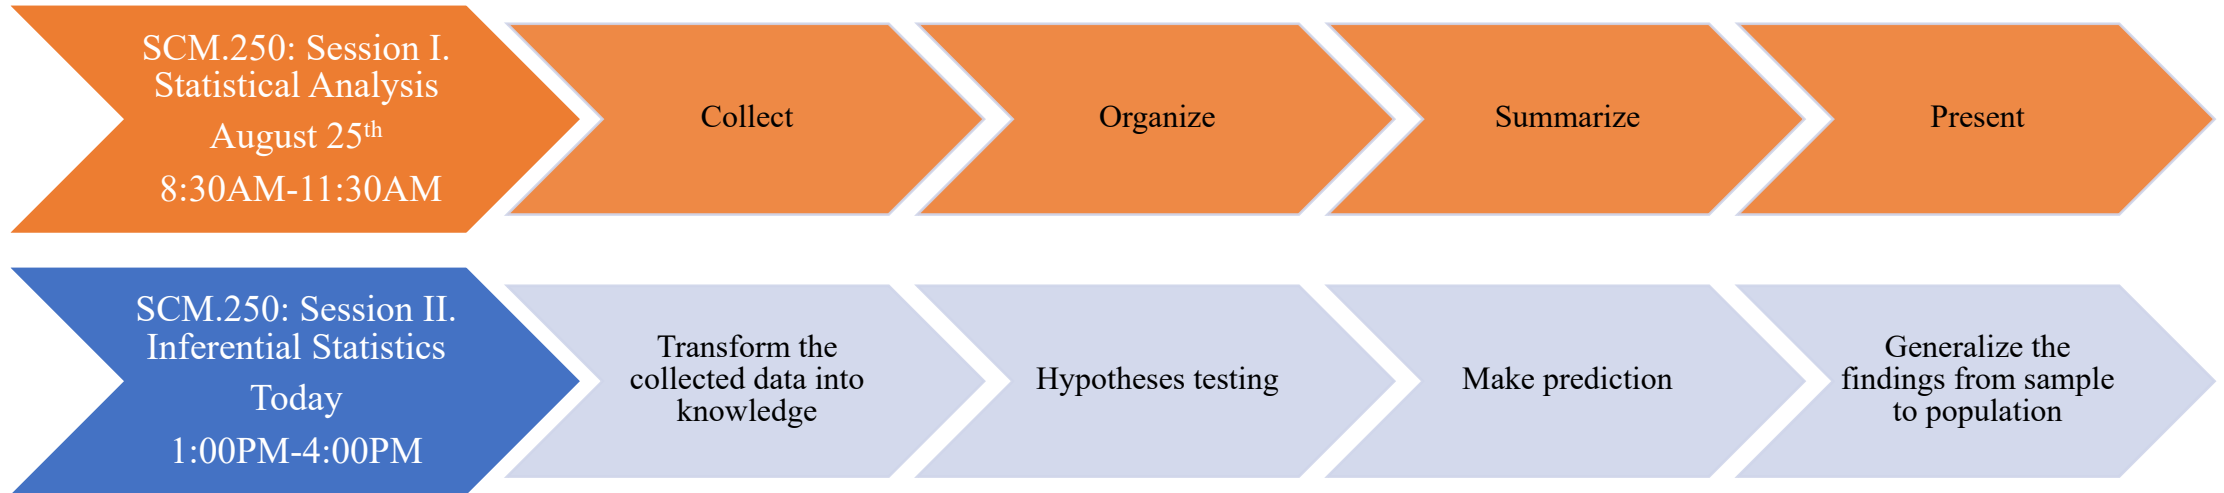 SCM.250: Session I.
Statistical Analysis
August 25th
8:30AM-11:30AM
Collect
Organize
Summarize
Present
SCM.250: Session II.
Inferential Statistics
Today
1:00PM-4:00PM
Transform the
collected data into
knowledge
Hypotheses testing
Make prediction
Generalize the
findings from sample
to population